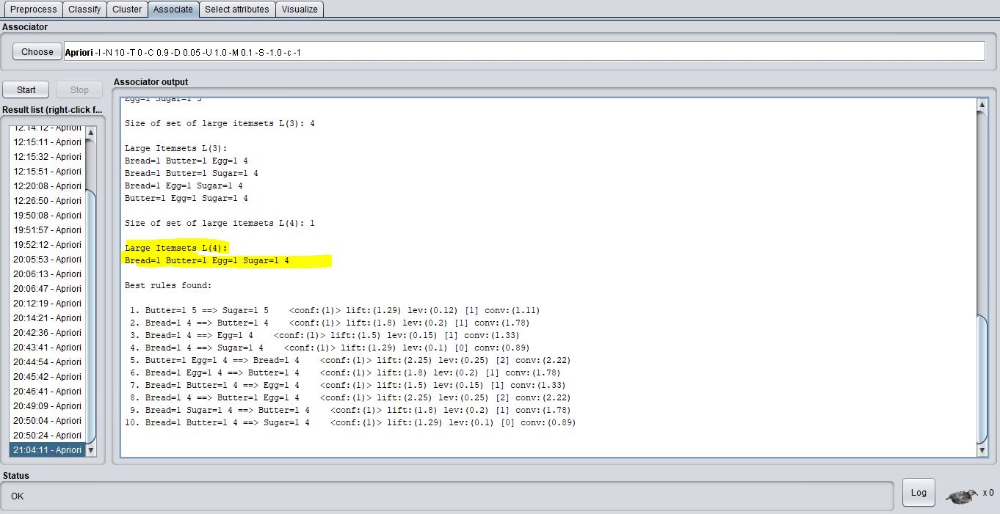 Preprocess Classify Cluster Associate Select attributes Visualize
Associator
Choose Apriori -I -N 10 -T 0 -C 0.9 -D 0.05 -U 1.0 -M 0.1 -S -1.0 -c -1
Start Stop
Result list (right-click f...
12:14:12 - Apriori
12:15:11 - Apriori
12:15:32 - Apriori
12:15:51 - Apriori
12:20:08 - Apriori
12:26:50 - Apriori
19:50:08 - Apriori
19:51:57 - Apriori
19:52:12 - Apriori
20:05:53 - Apriori
20:06:13 - Apriori
20:06:47 - Apriori
20:12:19 - Apriori
20:14:21 - Apriori
20:42:36 - Apriori
20:43:41 - Apriori
20:44:54 - Apriori
20:45:42 - Apriori
20:46:41 - Apriori
20:49:09 - Apriori
20:50:04 - Apriori
20:50:24 - Apriori
21:04:11 - Apriori
Associator output
Egg=1 Sugar=1 5
Size of set of large itemsets L(3): 4
Large Itemsets L(3):
Bread=1 Butter=1 Egg=1 4
Bread=1 Butter=1 Sugar=1 4
Bread=1 Egg=1 Sugar=1 4
Butter=1 Egg=1 Sugar=1 4
Size of set of large itemsets L(4): 1
Large Itemsets L(4):
Bread=1 Butter=1 Egg=1 Sugar=1 4
Best rules found:
1. Butter=1 5 ==> Sugar=1 5 <conf:(1)> lift:(1.29) lev:(0.12) [1] conv:(1.11)
2. Bread=1 4 ==> Butter=1 4 <conf:(1)> lift:(1.8) lev:(0.2) [1] conv:(1.78)
3. Bread=1 4 ==> Egg=1 4 <conf:(1)> lift:(1.5) lev:(0.15) [1] conv:(1.33)
4. Bread=1 4 ==> Sugar=1 4 <conf:(1)> lift:(1.29) lev:(0.1) [0] conv:(0.89)
5. Butter=1 Egg=1 4 ==> Bread=1 4 <conf:(1)> lift:(2.25) lev:(0.25) [2] conv:(2.22)
6. Bread=1 Egg=1 4 ==> Butter=1 4 <conf:(1)> lift:(1.8) lev:(0.2) [1] conv:(1.78)
7. Bread=1 Butter=1 4 ==> Egg=1 4 <conf:(1)> lift:(1.5) lev:(0.15) [1] conv:(1.33)
8. Bread=1 4 ==> Butter=1 Egg=1 4 <conf:(1)> lift:(2.25) lev:(0.25) [2] conv:(2.22)
9. Bread=1 Sugar=1 4 ==> Butter=1 4 <conf:(1)> lift:(1.8) lev:(0.2) [1] conv:(1.78)
10. Bread=1 Butter=1 4 ==> Sugar=1 4 <conf:(1)> lift:(1.29) lev:(0.1) [0] conv:(0.89)
Status
OK
Log x 0